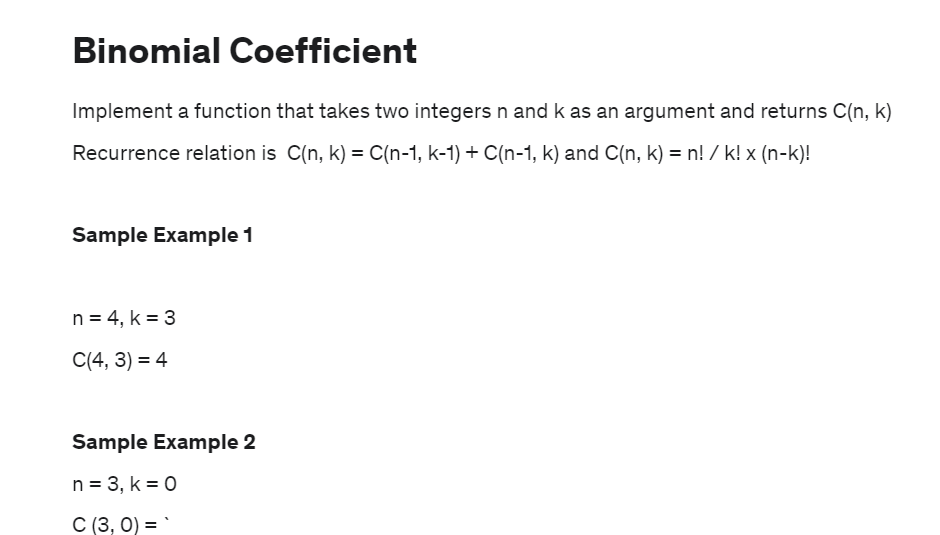 Binomial Coefficient
Implement a function that takes two integers n and k as an argument and returns C(n, k)
Recurrence relation is  C(n, k) = C(n-1, k-1) + C(n-1, k) and C(n, k) = n! / k! x (n-k)!
Sample Example 1
n = 4, k = 3
C(4, 3) = 4
Sample Example 2
n = 3, k = 0
C (3, 0) = `